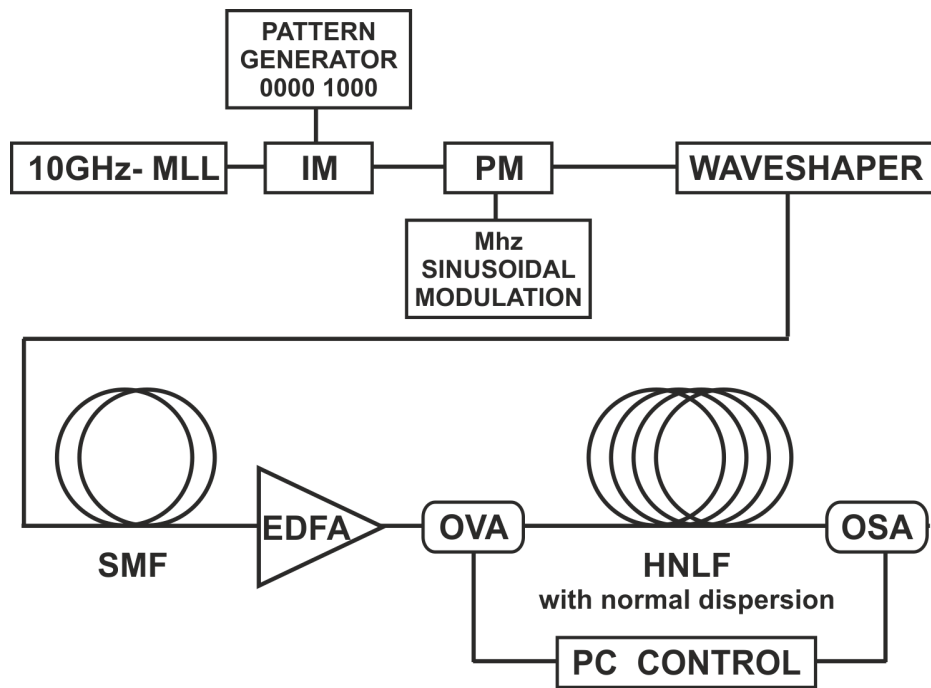 PATTERN
GENERATOR
0000 1000
10GHz- MLL
IM
PM
WAVESHAPER
Mhz
SINUSOIDAL
MODULATION
SMF
EDFA
OVA
HNLF
with normal dispersion
OSA
PC CONTROL